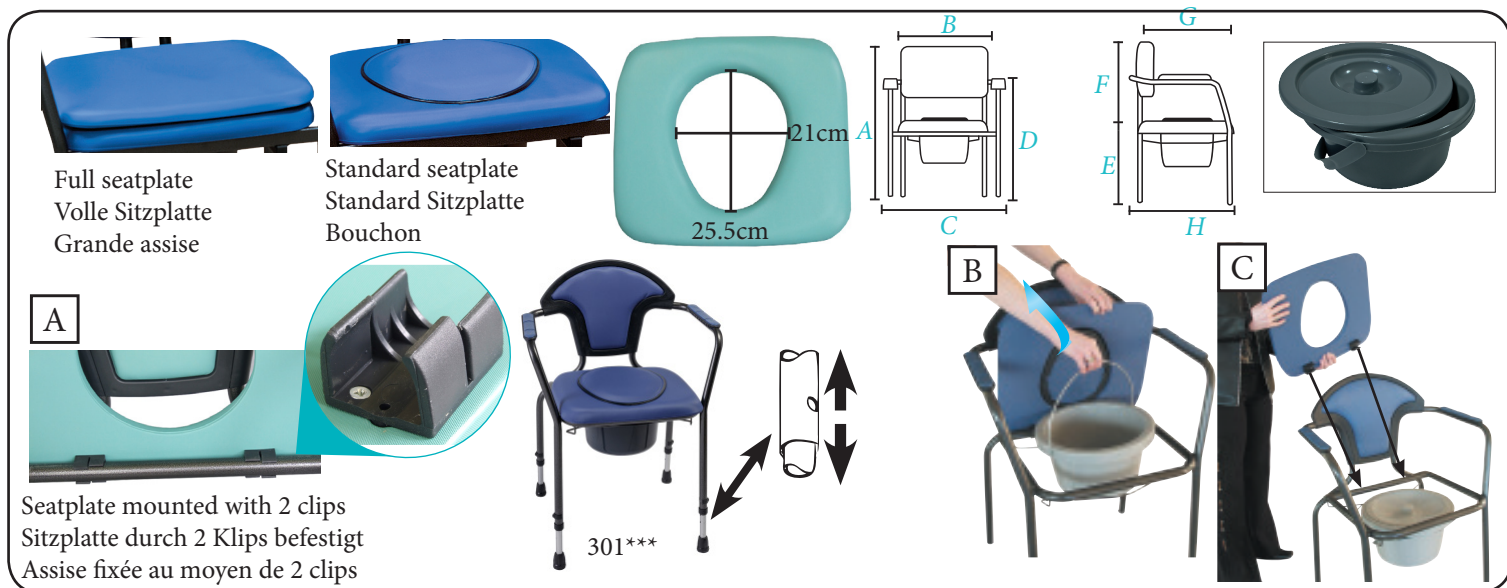 Full seatplate
Volle Sitzplatte
Grande assise
Standard seatplate
Standard Sitzplatte
Bouchon
21cm
25.5cm
B
A
D
C
G
F
E
H
A
Seatplate mounted with 2 clips
Sitzplatte durch 2 Klips befestigt
Assise fixée au moyen de 2 clips
301***
B
C